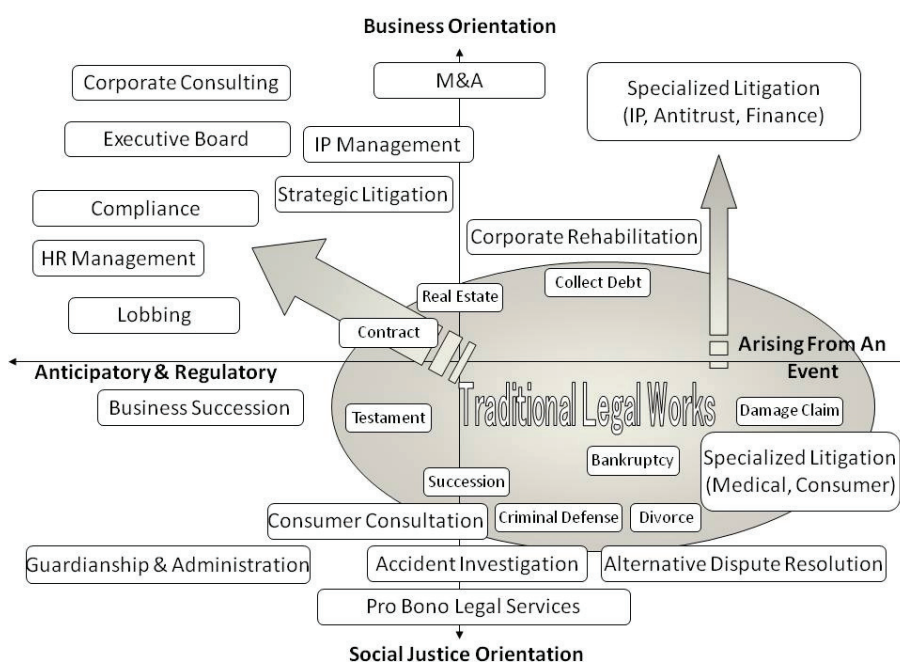 Business Orientation
Corporate Consulting
M&A
Specialized Litigation
(IP, Antitrust, Finance)
Executive Board
IP Management
Strategic Litigation
Compliance
Corporate Rehabilitation
HR Management
Collect Debt
Real Estate
Lobbing
Contract
Arising From An
Event
Anticipatory & Regulatory
Business Succession
Testament
Traditional Legal Works
Damage Claim
Bankruptcy
Specialized Litigation
(Medical, Consumer)
Succession
Consumer Consultation
Criminal Defense
Divorce
Guardianship & Administration
Accident Investigation
Alternative Dispute Resolution
Pro Bono Legal Services
Social Justice Orientation